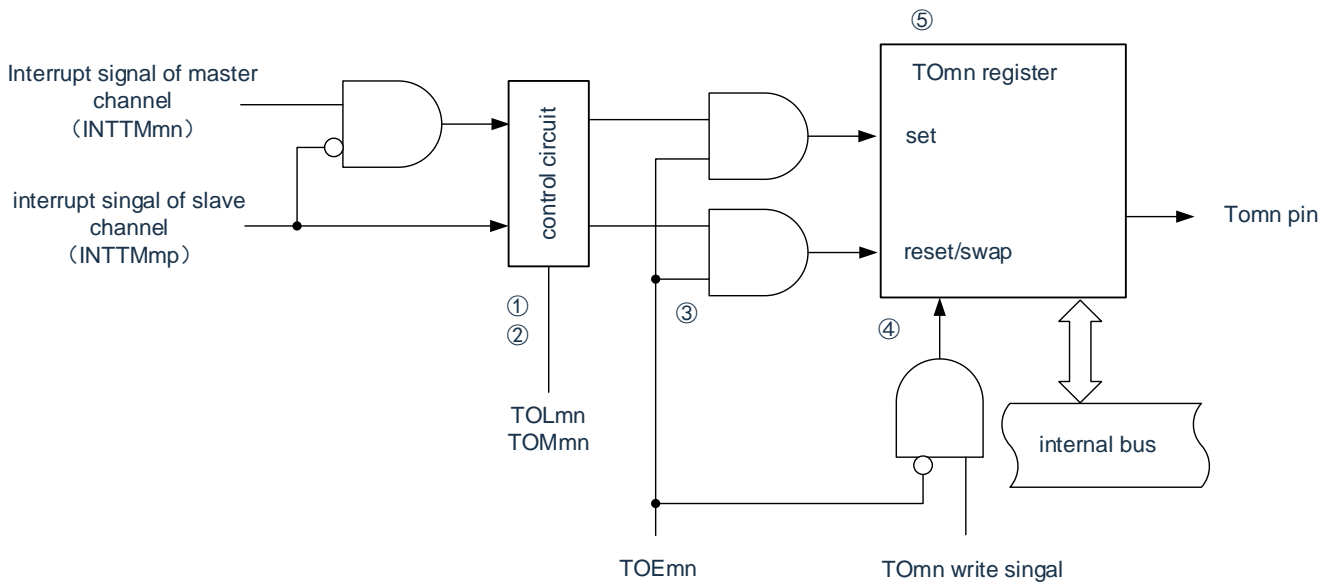 ⑤
Interrupt signal of master
channel
（INTTMmn）
TOmn register
set
control circuit
interrupt singal of slave
channel
（INTTMmp）
Tomn pin
reset/swap
①
②
③
④
TOLmn
TOMmn
internal bus
TOEmn
TOmn write singal